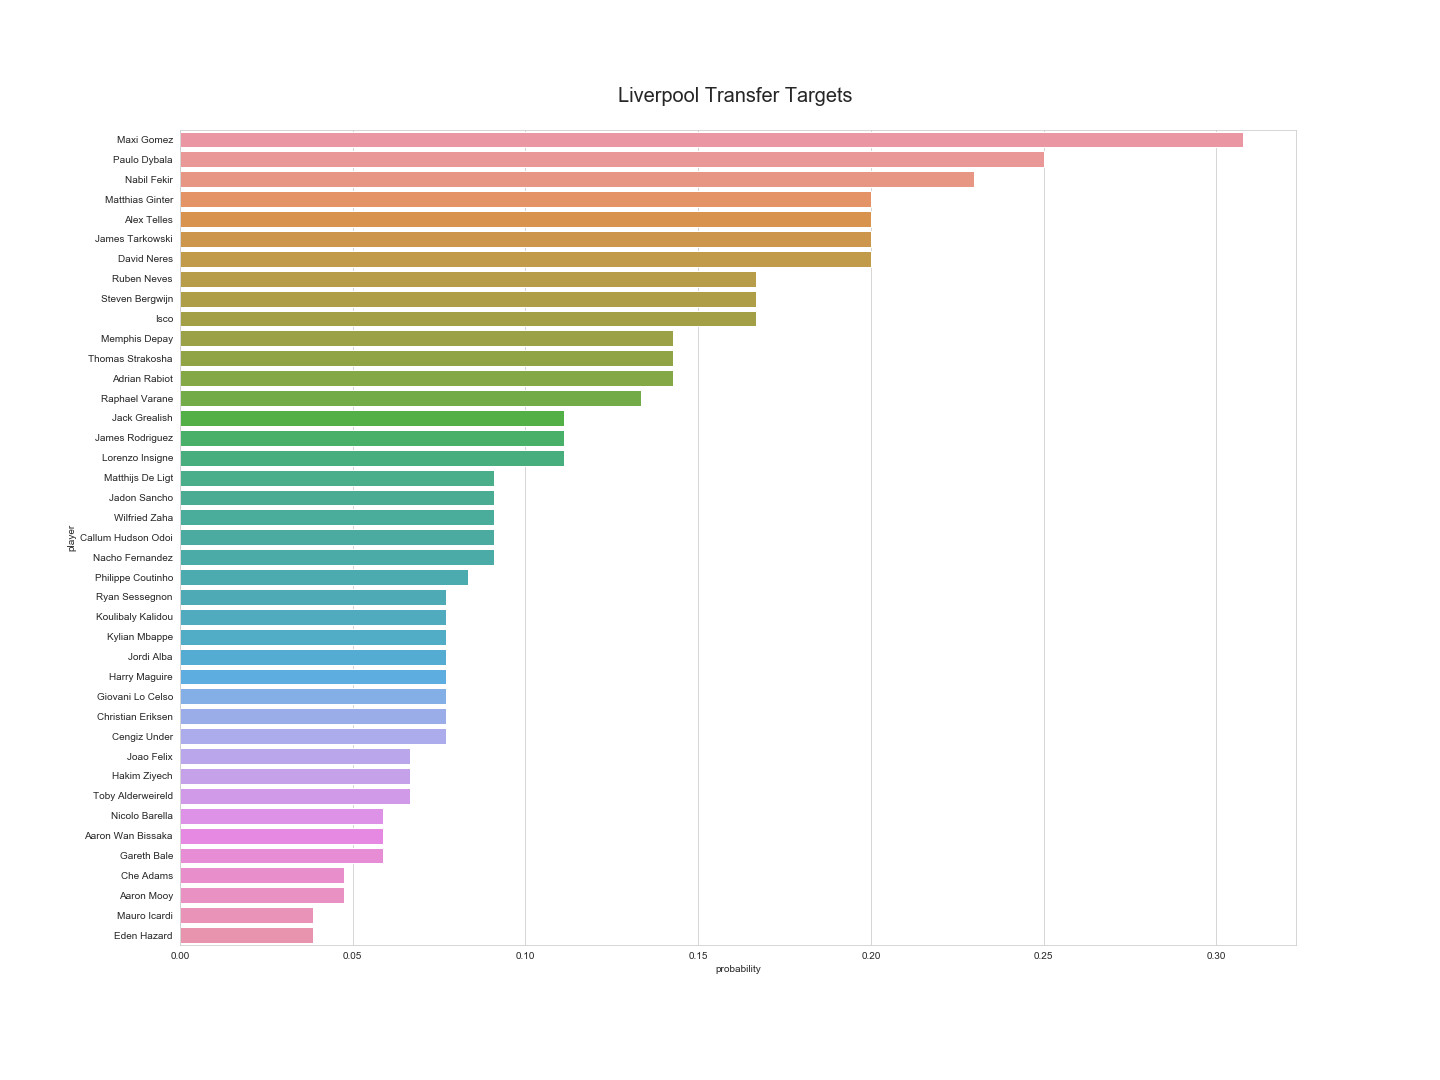 Liverpool Transfer Targets
Maxi Gomez
Paulo Dybala
Nabil Fekir
Matthias Ginter
Alex Telles
James Tarkowski
David Neres
Ruben Neves
Steven Bergwijn
Isco
Memphis Depay
Thomas Strakosha
Adrian Rabiot
Raphael Varane
Jack Grealish
James Rodriguez
Lorenzo Insigne
Matthijs De Ligt
Jadon Sancho
Wilfried Zaha
player
Callum Hudson Odoi
Nacho Fernandez
Philippe Coutinho
Ryan Sessegnon
Koulibaly Kalidou
Kylian Mbappe
Jordi Alba
Harry Maguire
Giovani Lo Celso
Christian Eriksen
Cengiz Under
Joao Felix
Hakim Ziyech
Toby Alderweireld
Nicolo Barella
Aaron Wan Bissaka
Gareth Bale
Che Adams
Aaron Mooy
Mauro Icardi
Eden Hazard
0.00 0.05 0.10 0.15 0.20 0.25 0.30
probability